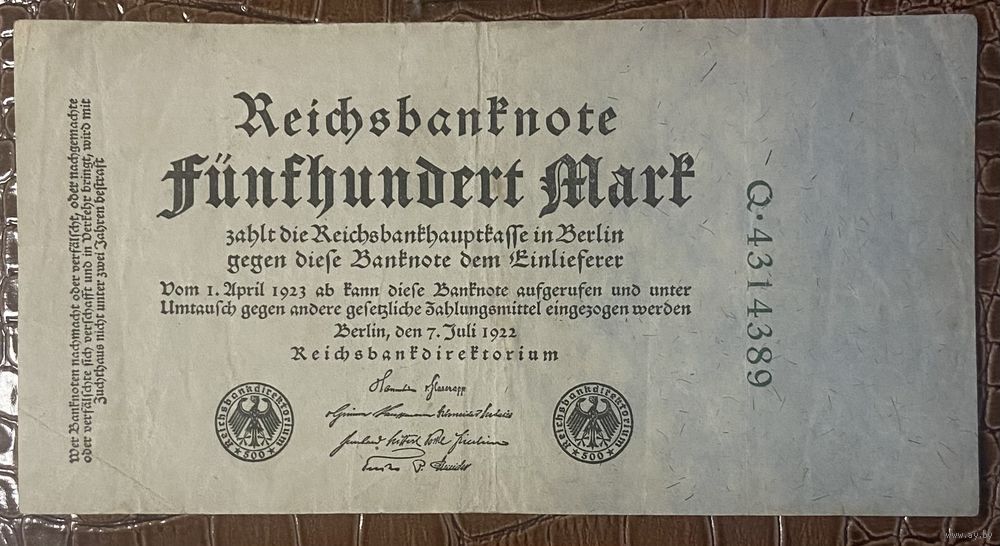 Wer Banknoten nachmacht oder verfälscht, oder nachgemachte
oder verfälschte sich verschafft und in Verkehr bringt, wird mit
Zuchthaus nicht unter zwei Jahren bestraft
Reichsbanknote
Fünfhundert Mark
zahlt die Reichsbankhauptkasse in Berlin
gegen diese Banknote dem Einlieferer
Vom 1. April 1923 ab kann diese Banknote aufgerufen und unter
Umtausch gegen andere gesetzliche Zahlungsmittel eingezogen werden
Berlin, den 7. Juli 1922
Reichsbankdirektorium
Reichsbankdirektorium
500
Reichsbankdirektorium
500
Q·4314389
www.ay.by